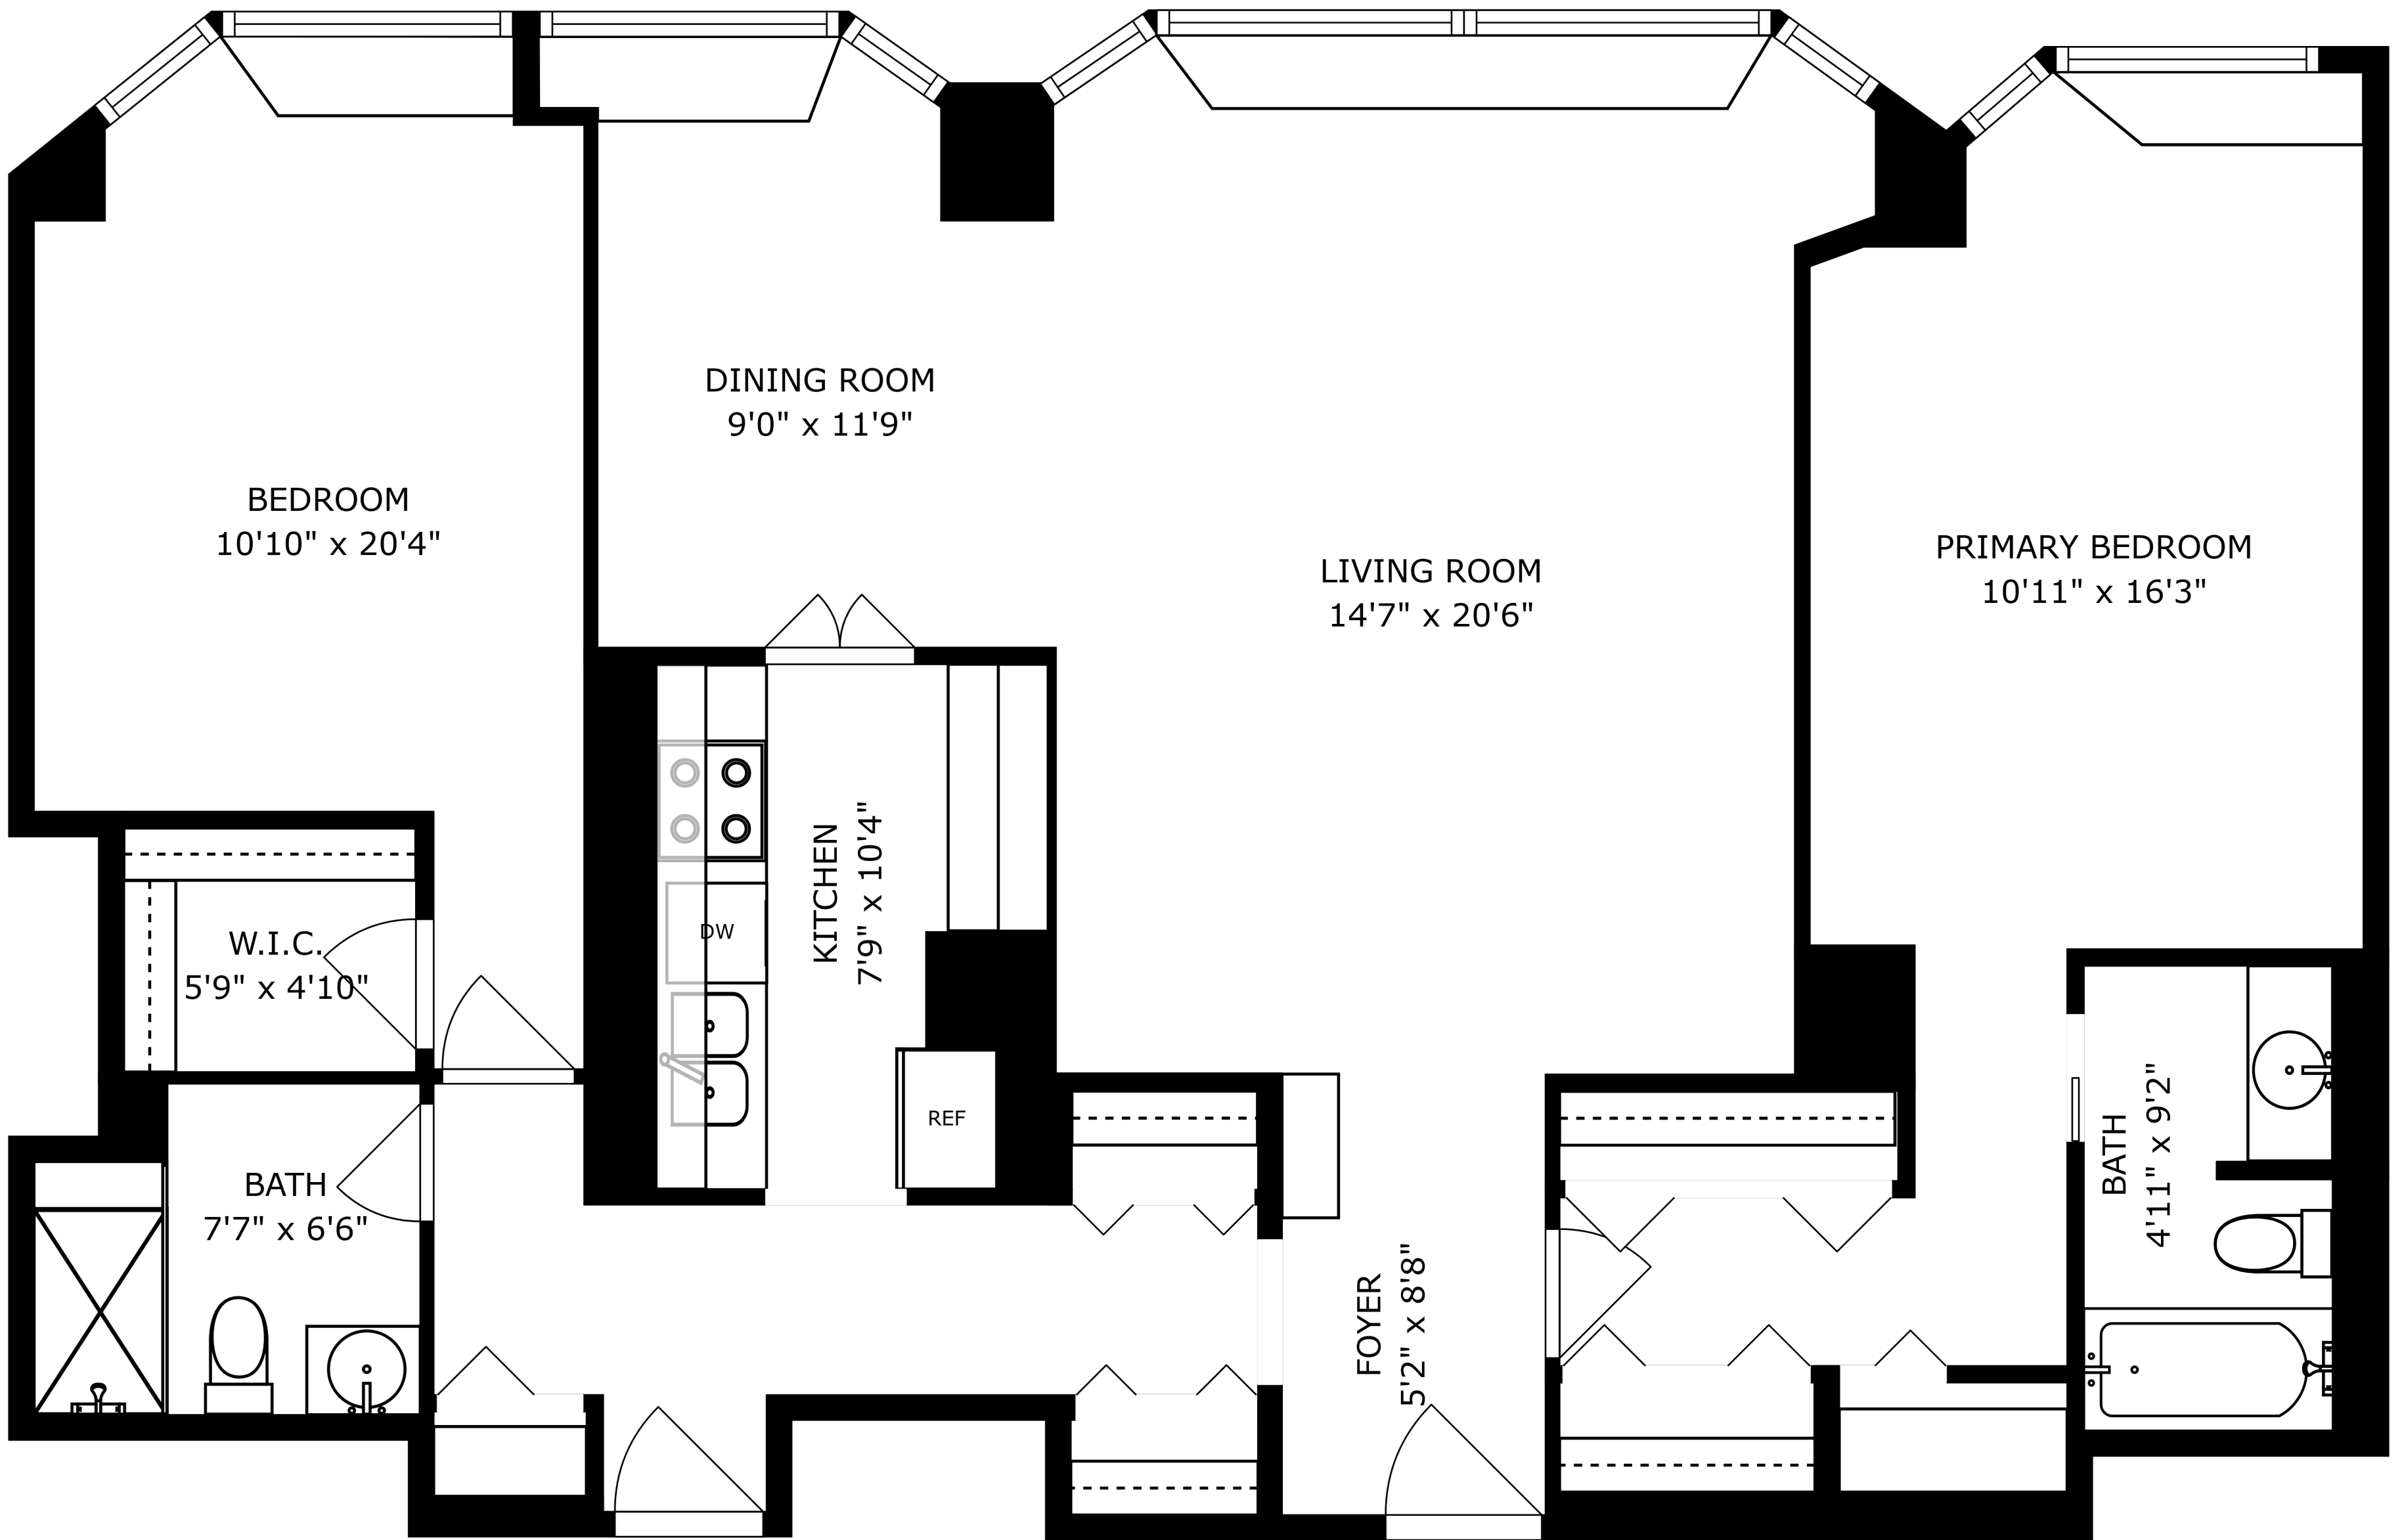 DINING ROOM
9'0" x 11'9"
BEDROOM
10'10" x 20'4"
LIVING ROOM
14'7" x 20'6"
PRIMARY BEDROOM
10'11" x 16'3"
KITCHEN
7'9" x 10'4"
W.I.C.
5'9" x 4'10"
DW
REF
BATH
7'7" x 6'6"
BATH
4'11" x 9'2"
FOYER
5'2" x 8'8"